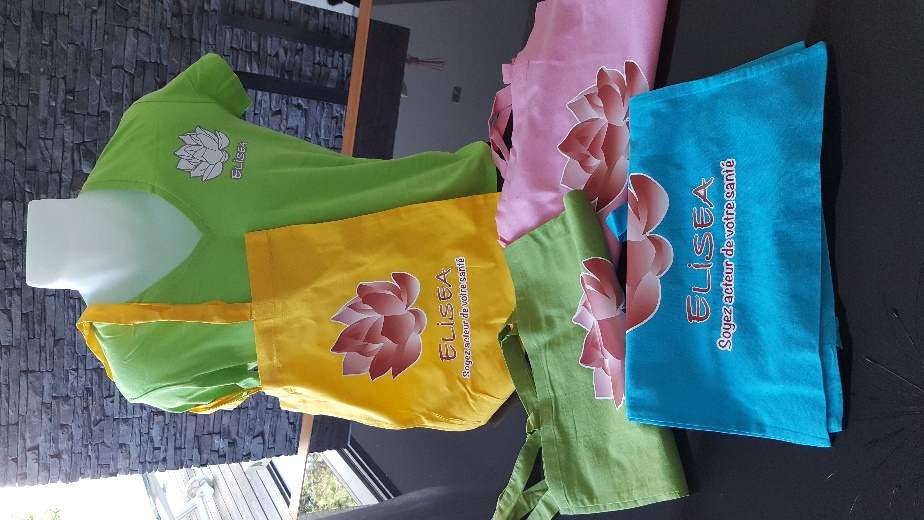 ELiSEA
ELiSEA
Soyez acteur de votre santé
ELiSEA
Soyez acteur de votre santé